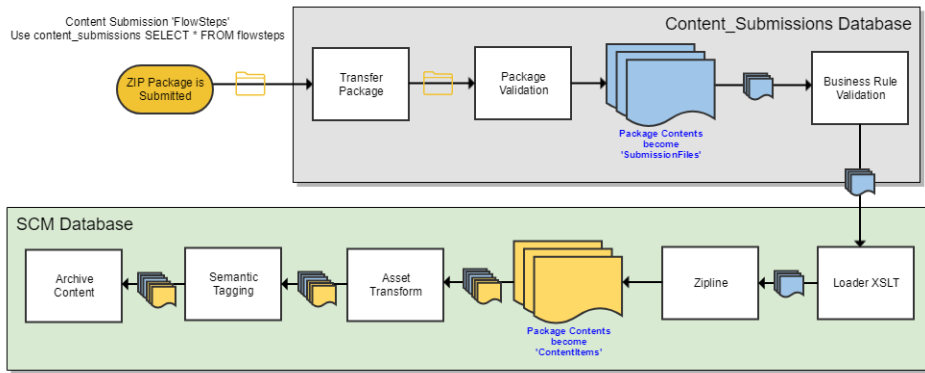 Content Submission 'FlowSteps'
Use content_submissions SELECT * FROM flowsteps
Content_Submissions Database
ZIP Package is
Submitted
Transfer
Package
Package
Validation
Package Contents
become
'SubmissionFiles'
Business Rule
Validation
SCM Database
Archive
Content
Semantic
Tagging
Asset
Transform
Package Contents
become
'ContentItems'
Zipline
Loader XSLT